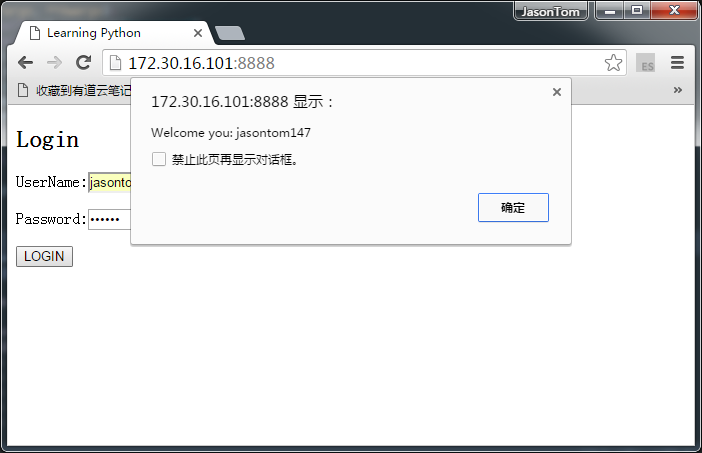 JasonTom
Learning Python
172.30.16.101:8888
ES
收藏到有道云笔记
172.30.16.101:8888 显示：
Welcome you: jasontom147
禁止此页再显示对话框。
确定
Login
UserName:jasonto
Password:••••••
LOGIN